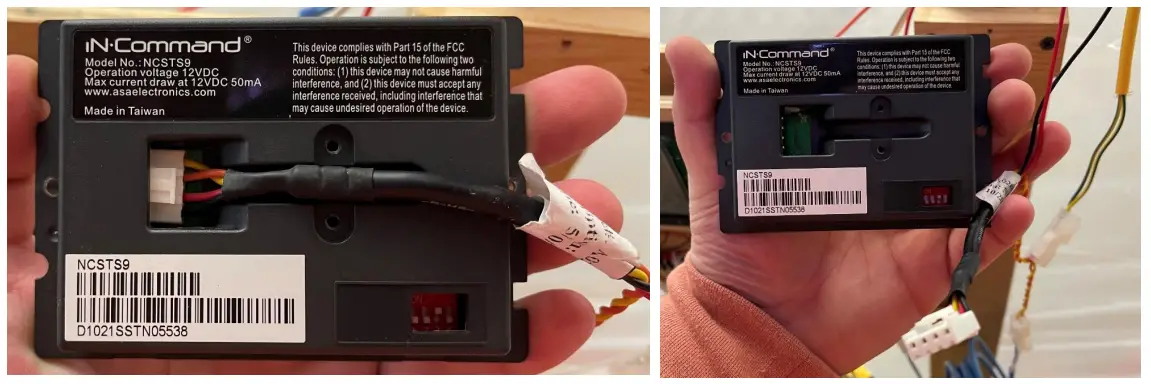 iN·Command®
Model No.: NCSTS9
Operation voltage 12VDC
Max current draw at 12VDC 50mA
www.asaelectronics.com
Made in Taiwan
This device complies with Part 15 of the FCC
Rules. Operation is subject to the following two
conditions: (1) this device may not cause harmful
interference, and (2) this device must accept any
interference received, including interference that
may cause undesired operation of the device.
NCSTS9
D1021SSTN05538
iN·Command®
Model No.: NCSTS9
Operation voltage 12VDC
Max current draw at 12VDC 50mA
www.asaelectronics.com
Made in Taiwan
This device complies with Part 15 of the FCC
Rules. Operation is subject to the following two
conditions: (1) this device may not cause harmful
interference, and (2) this device must accept any
interference received, including interference that
may cause undesired operation of the device.
NCSTS9
D1021SSTN05538